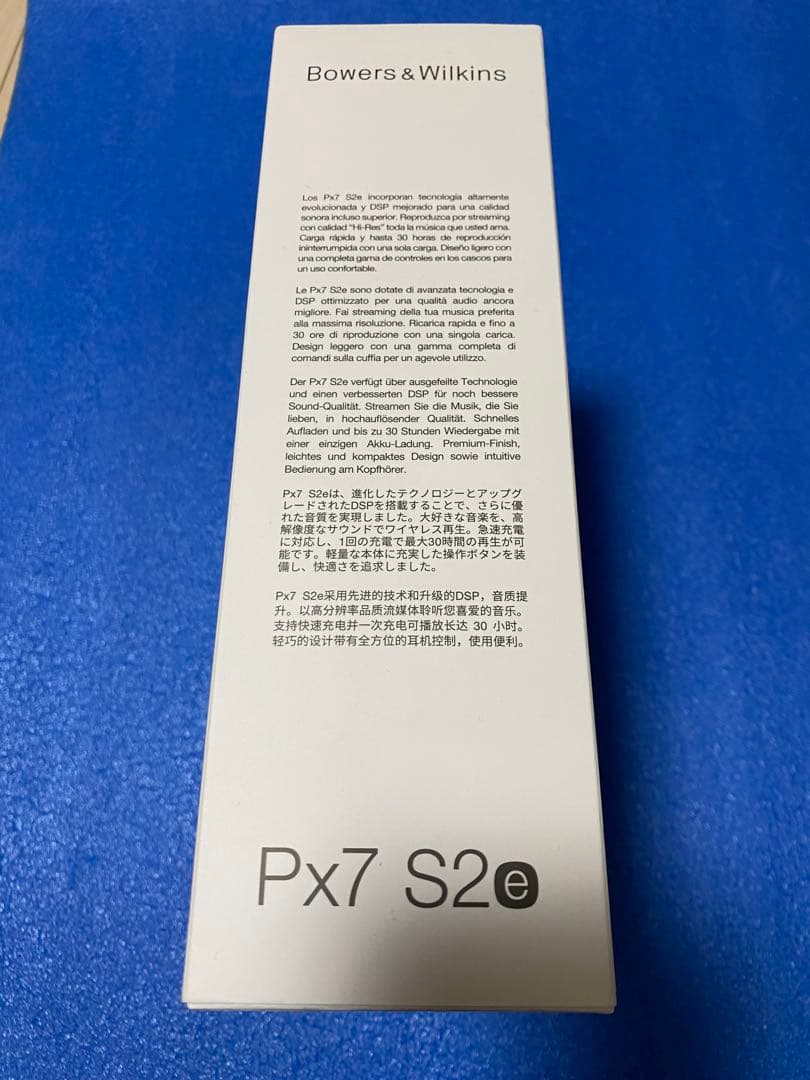 Bowers & Wilkins
Los Px7 S2e incorporan tecnología altamente
evolucionada y DSP mejorado para una calidad
sonora incluso superior. Reproduzca por streaming
con calidad "Hi-Res" toda la música que usted ama.
Carga rápida y hasta 30 horas de reproducción
ininterrumpida con una sola carga. Diseño ligero con
una completa gama de controles en los cascos para
un uso confortable.
Le Px7 S2e sono dotate di avanzata tecnologia e
DSP ottimizzato per una qualità audio ancora
migliore. Fai streaming della tua musica preferita
alla massima risoluzione. Ricarica rapida e fino a
30 ore di riproduzione con una singola carica.
Design leggero con una gamma completa di
comandi sulla cuffia per un agevole utilizzo.
Der Px7 S2e verfügt über ausgefeilte Technologie
und einen verbesserten DSP für noch bessere
Sound-Qualität. Streamen Sie die Musik, die Sie
lieben, in hochauflösender Qualität. Schnelles
Aufladen und bis zu 30 Stunden Wiedergabe mit
einer einzigen Akku-Ladung. Premium-Finish,
leichtes und kompaktes Design sowie intuitive
Bedienung am Kopfhörer.
Px7 S2eは、進化したテクノロジーとアップグ
レードされたDSPを搭載することで、さらに優
れた音質を実現しました。大好きな音楽を、高
解像度なサウンドでワイヤレス再生。急速充電
に対応し、1回の充電で最大30時間の再生が可
能です。軽量な本体に充実した操作ボタンを装
備し、快適さを追求しました。
Px7 S2e采用先进的技术和升级的DSP，音质提
升。以高分辨率品质流媒体聆听您喜爱的音乐。
支持快速充电并一次充电可播放长达 30 小时。
轻巧的设计带有全方位的耳机控制，使用便利。
Px7 S2e